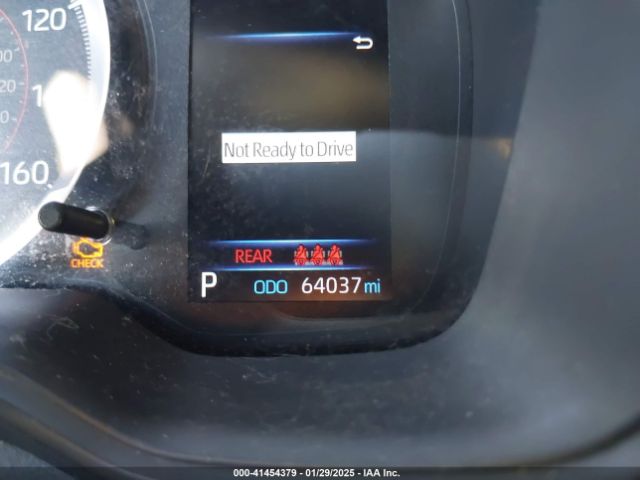 120
160
Not Ready to Drive
CHECK
REAR
P ODO 64037 mi
000-41454379 - 01/29/2025 - IAA Inc.